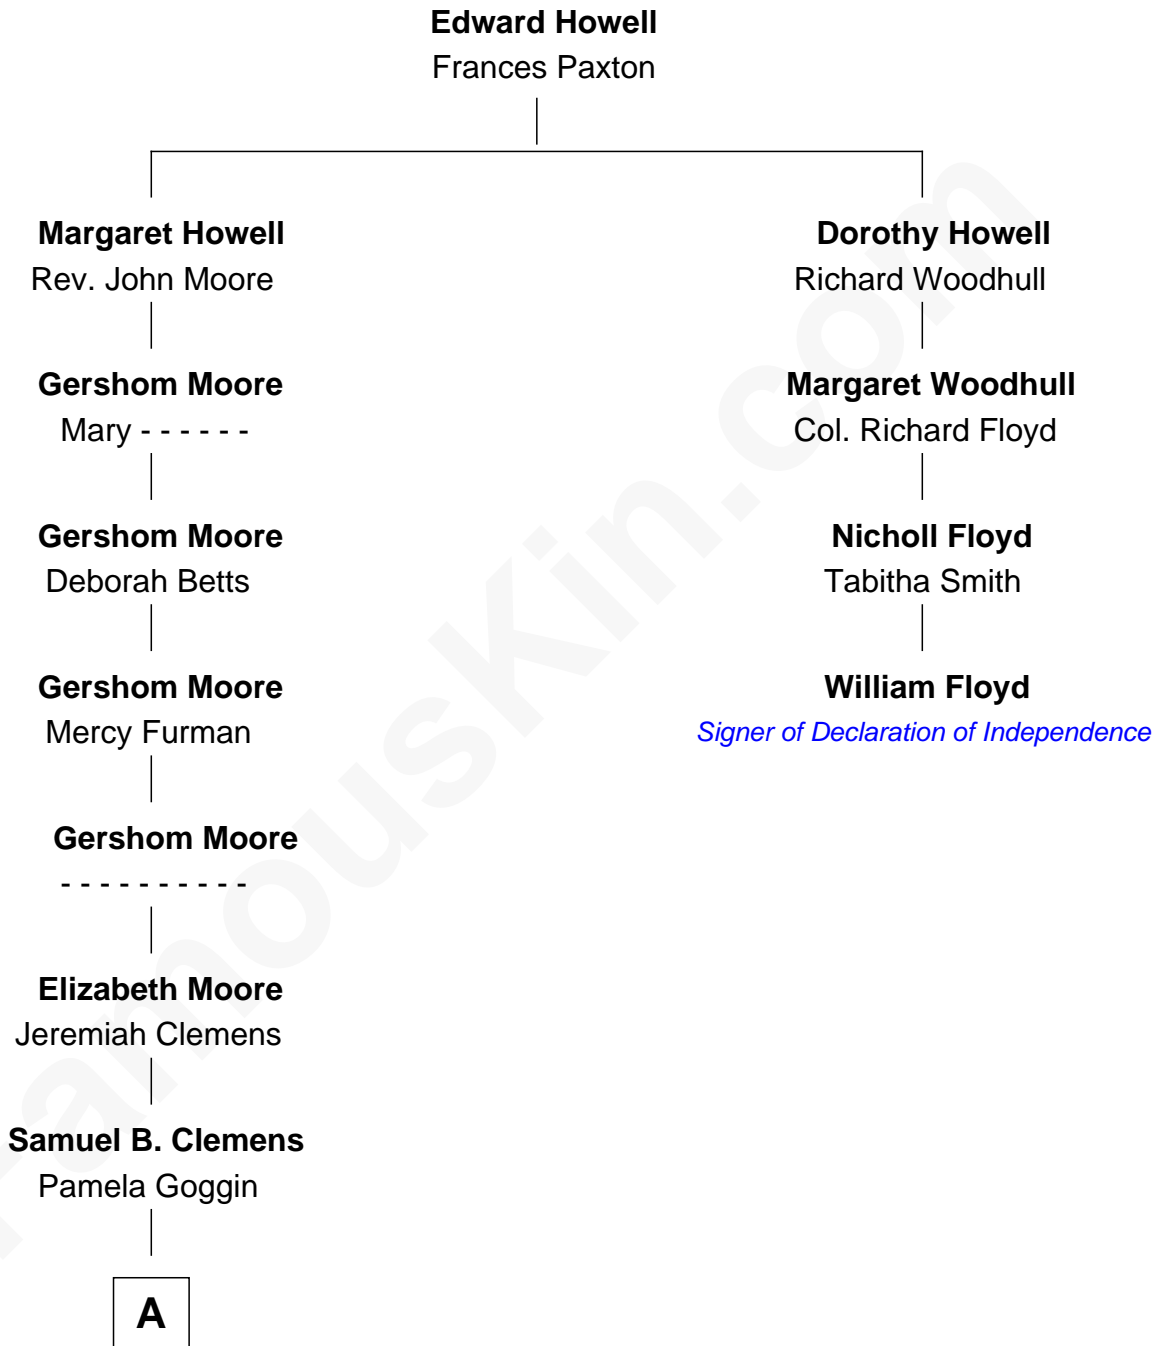 Edward Howell
Frances Paxton
Margaret Howell
Rev. John Moore
Dorothy Howell
Richard Woodhull
Gershom Moore
Mary - - - - - -
Margaret Woodhull
Col. Richard Floyd
Gershom Moore
Deborah Betts
Nicholl Floyd
Tabitha Smith
Gershom Moore
Mercy Furman
William Floyd
Signer of Declaration of Independence
Gershom Moore
- - - - - - - - - -
Elizabeth Moore
Jeremiah Clemens
Samuel B. Clemens
Pamela Goggin
A
FamousKin.com